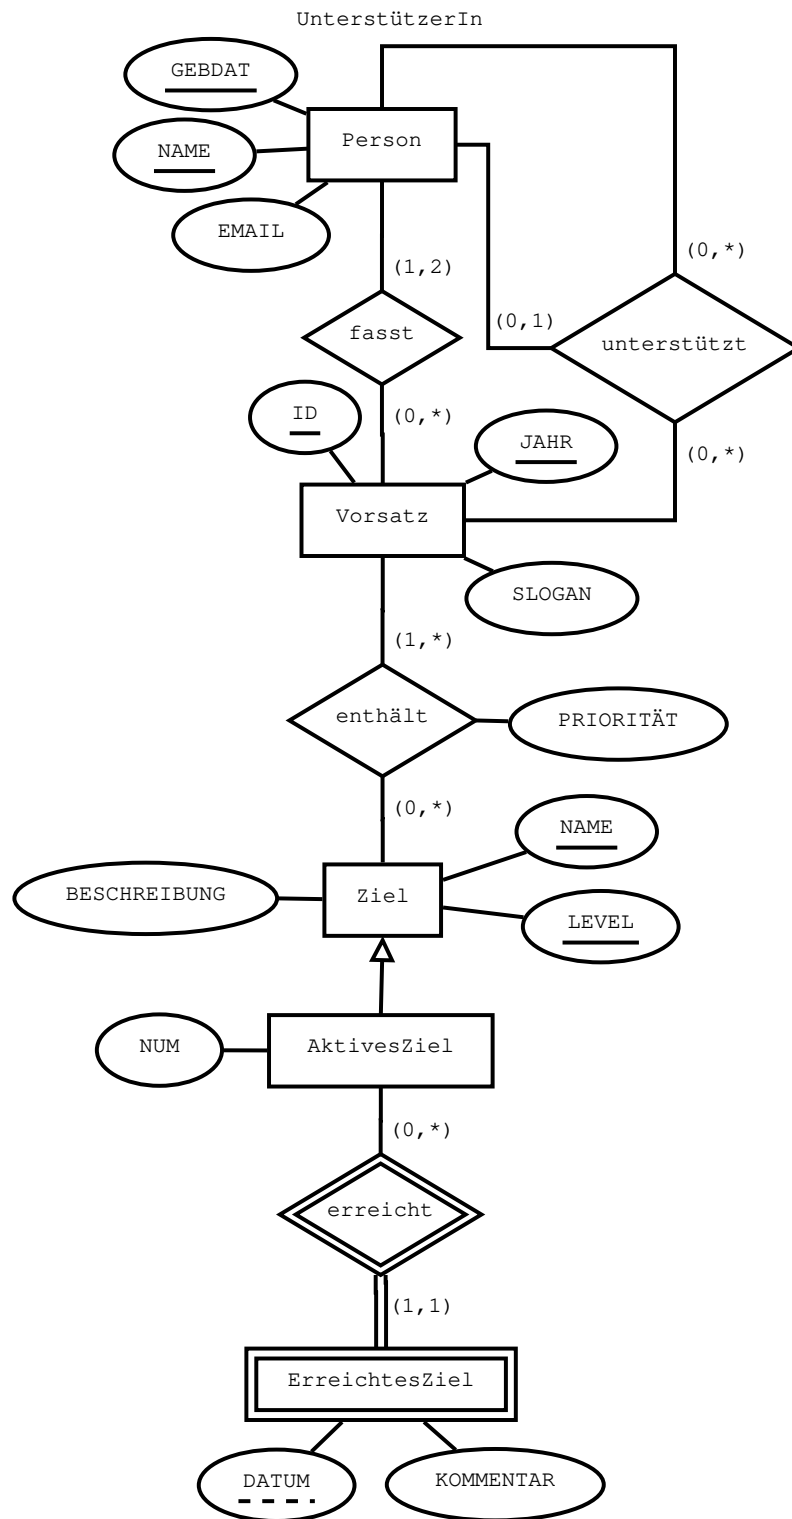 UnterstützerIn
GEBDAT
Person
NAME
EMAIL
(1,2)
(0,*)
(0,1)
fasst
unterstützt
ID
(0,*)
JAHR
(0,*)
Vorsatz
SLOGAN
(1,*)
enthält
PRIORITÄT
(0,*)
NAME
BESCHREIBUNG
Ziel
LEVEL
NUM
AktivesZiel
(0,*)
erreicht
(1,1)
ErreichtesZiel
DATUM
KOMMENTAR